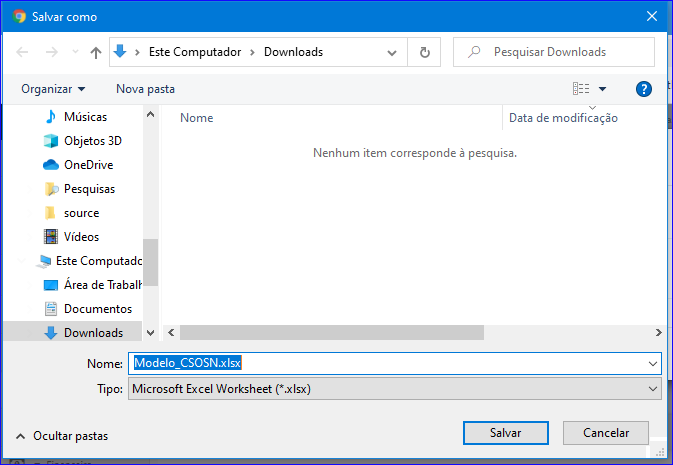 Salvar como
Este Computador > Downloads
Pesquisar Downloads
Organizar
Nova pasta
Nome
Data de modificação
Músicas
Objetos 3D
OneDrive
Pesquisas
source
Vídeos
Este Computado
Área de Trabalh
Documentos
Downloads
Nenhum item corresponde à pesquisa.
Nome: Modelo_CSOSN.xlsx
Tipo: Microsoft Excel Worksheet (*.xlsx)
Ocultar pastas
Salvar
Cancelar